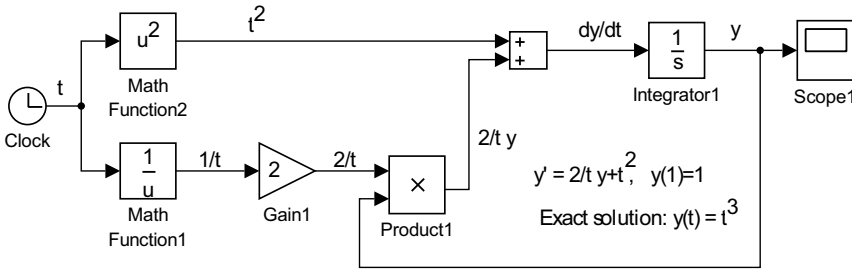 t
Clock
u²
Math
Function2
t²
1
u
Math
Function1
1/t
2
Gain1
2/t
×
Product1
2/t y
+
+
dy/dt
1
s
Integrator1
y
Scope1
y' = 2/t y+t², y(1)=1
Exact solution: y(t) = t³